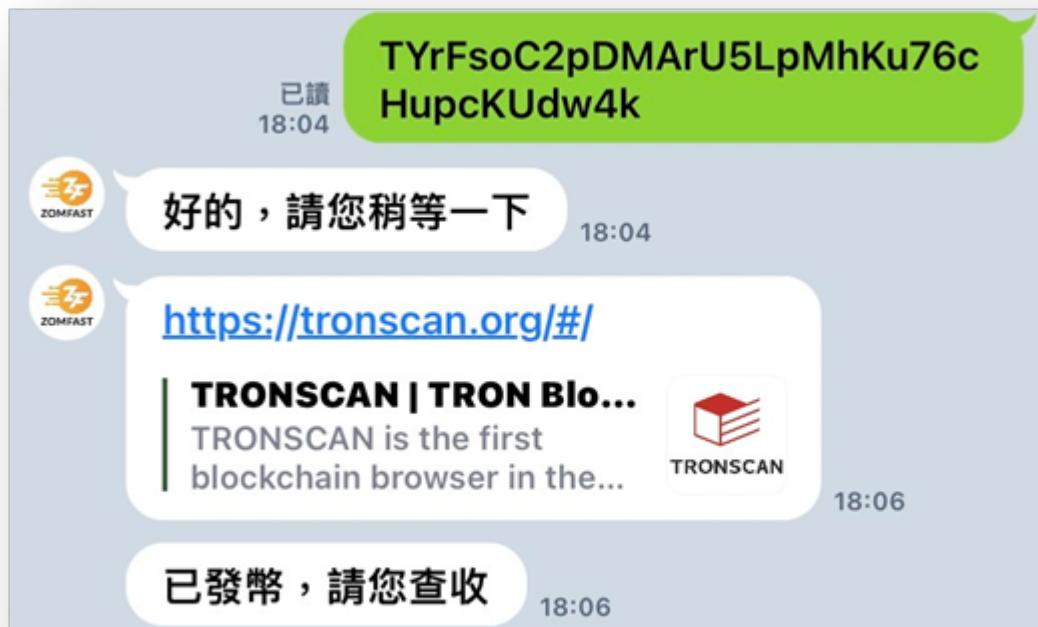 TYrFsoC2pDMArU5LpMhKu76c
HupcKUdw4k
已讀
18:04
ZF
ZOMFAST
好的，請您稍等一下
18:04
ZF
ZOMFAST
https://tronscan.org/#/
TRONSCAN | TRON Blo...
TRONSCAN is the first
blockchain browser in the...
TRONSCAN
18:06
已發幣，請您查收
18:06